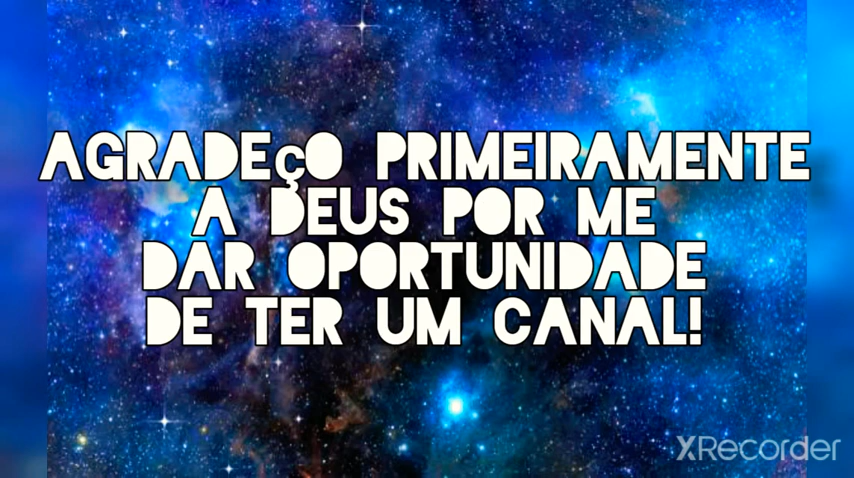 AGRADEçO PRIMEIRAMENTE
A DEUS POR ME
DAR OPORTUNIDADE
DE TER UM CANAL!
XRecorder